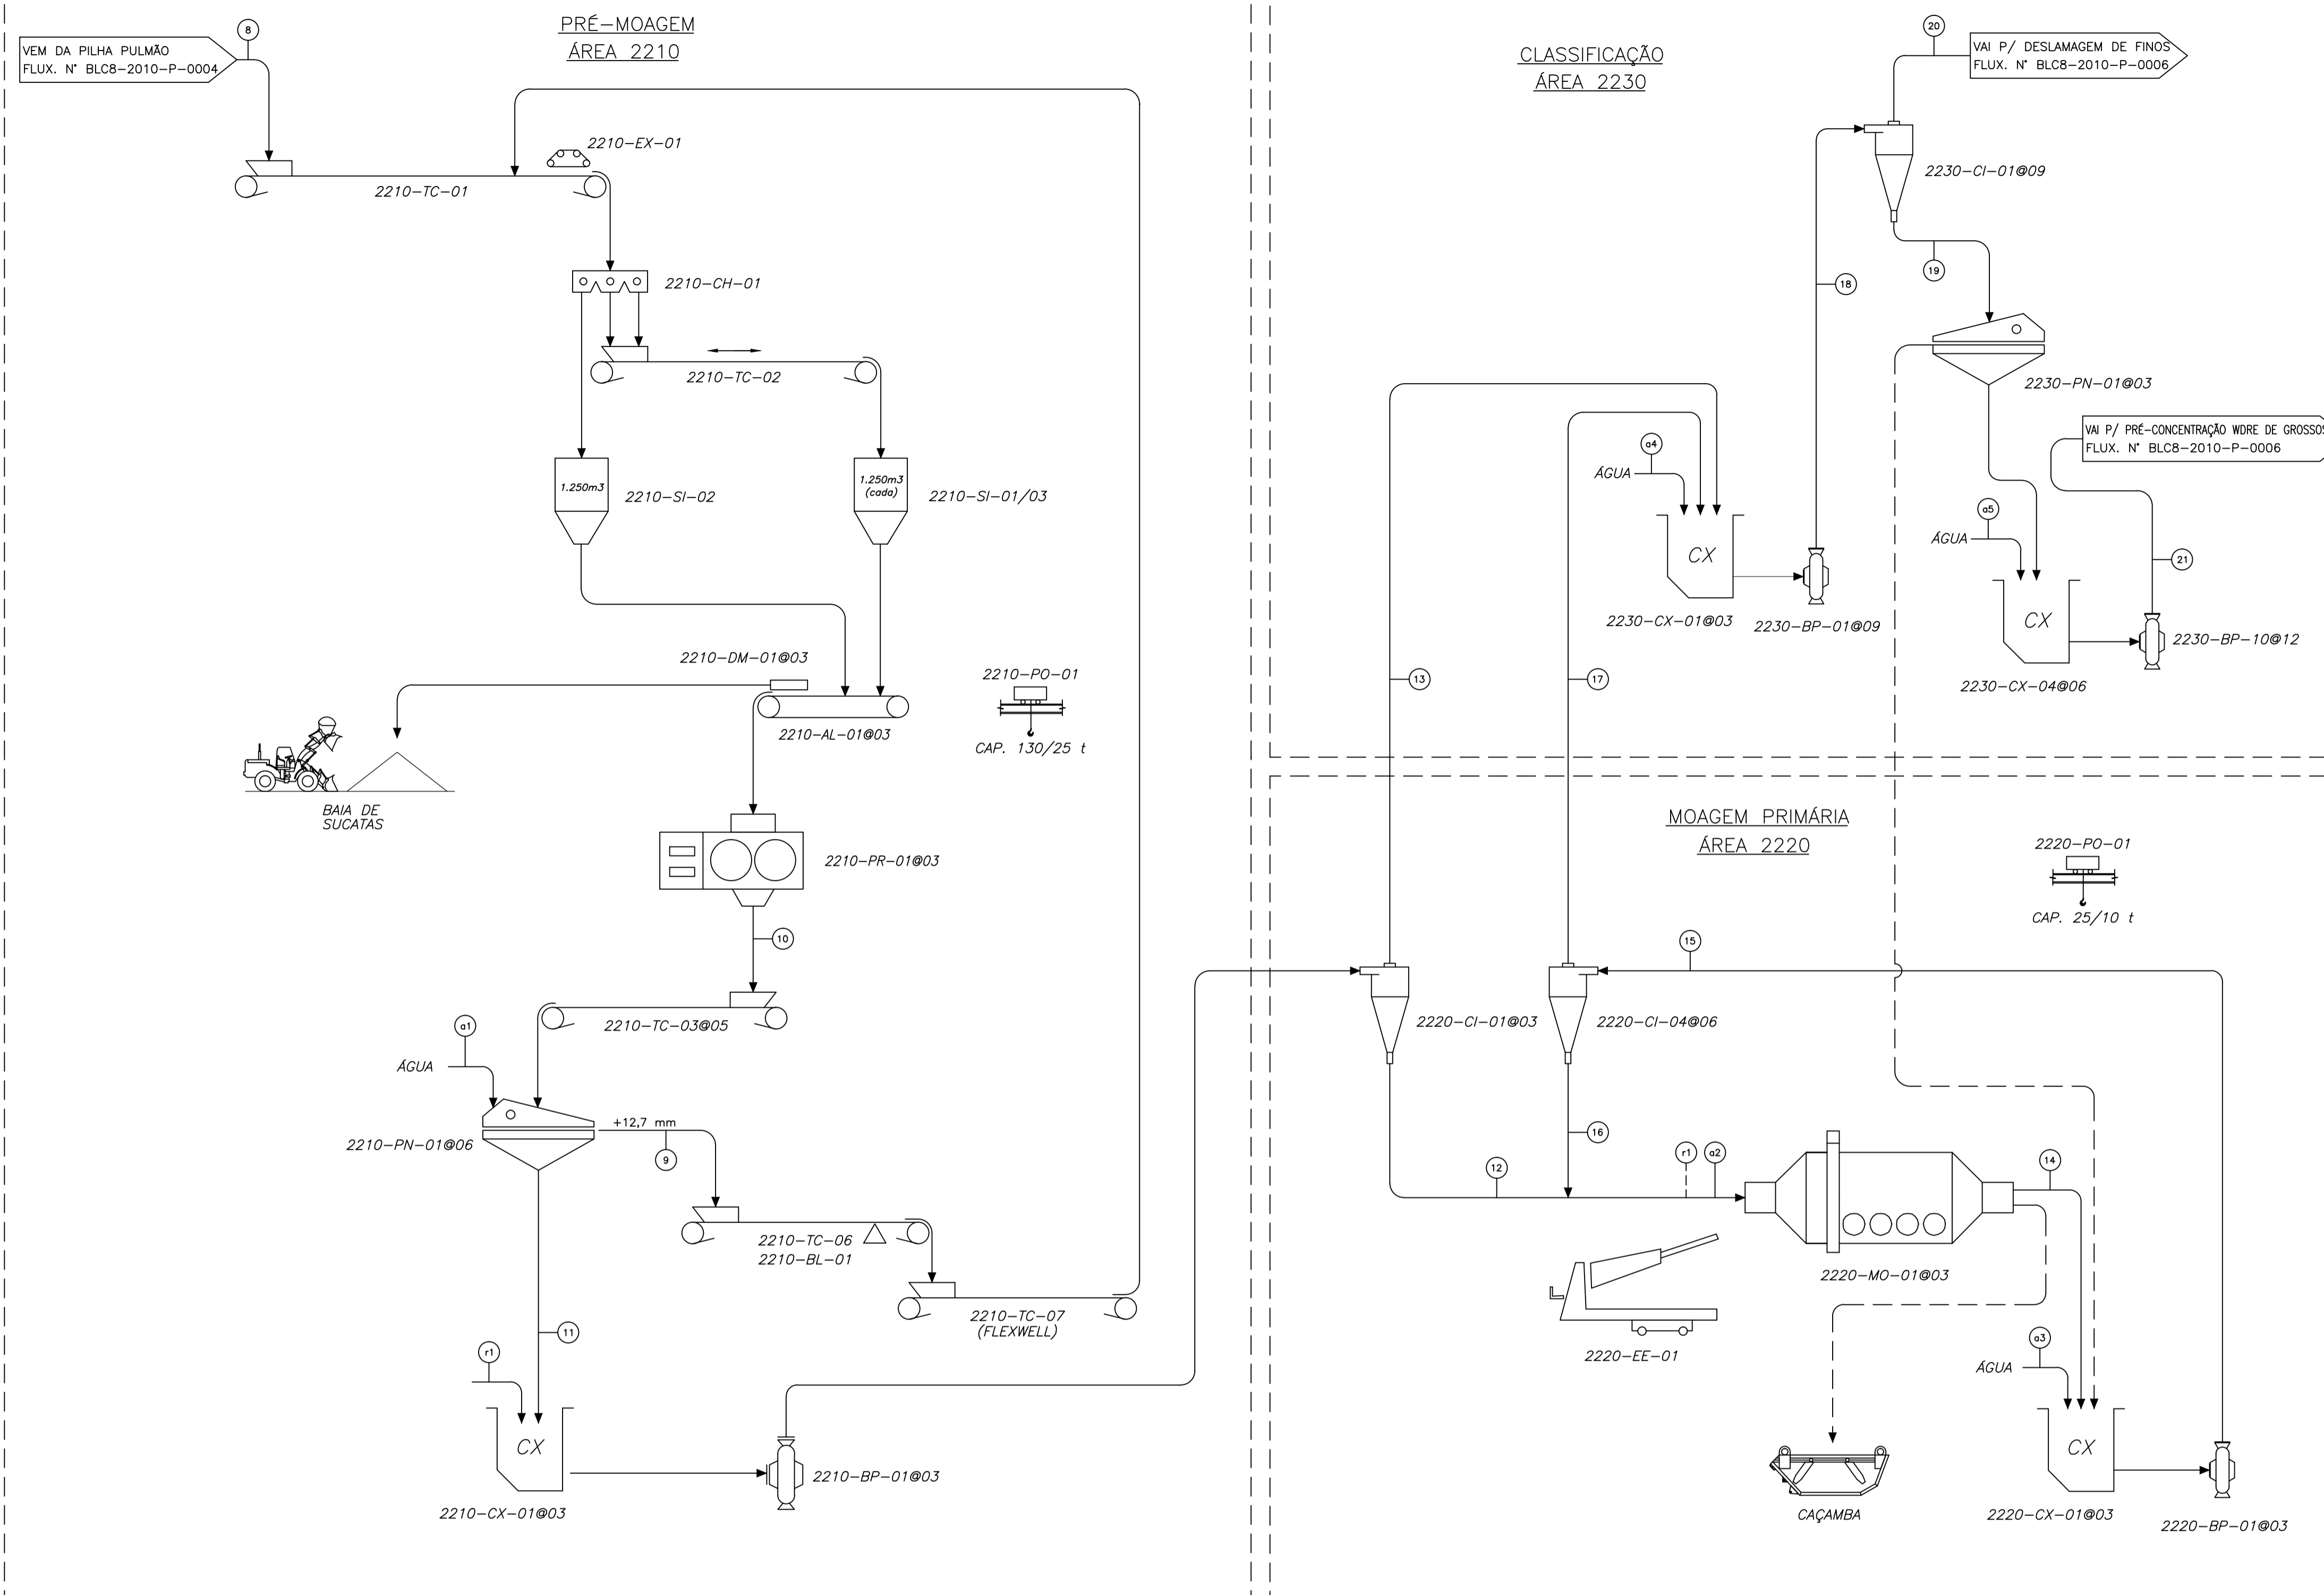 PRÉ-MOAGEM
ÁREA 2210
8
VEM DA PILHA PULMÃO
FLUX. N° BLC8-2010-P-0004
2210-EX-01
2210-TC-01
2210-CH-01
2210-TC-02
1.250m3
2210-SI-02
1.250m3
(cada)
2210-SI-01/03
2210-DM-01@03
2210-AL-01@03
2210-PO-01
CAP. 130/25 t
BAIA DE
SUCATAS
2210-PR-01@03
10
2210-TC-03@05
a1
ÁGUA
2210-PN-01@06
+12,7 mm
9
2210-TC-06
2210-BL-01
2210-TC-07
(FLEXWELL)
11
r1
CX
2210-CX-01@03
2210-BP-01@03
CLASSIFICAÇÃO
ÁREA 2230
20
VAI P/ DESLAMAGEM DE FINOS
FLUX. N° BLC8-2010-P-0006
2230-CI-01@09
19
18
2230-PN-01@03
VAI P/ PRÉ-CONCENTRAÇÃO WDRE DE GROSSOS
FLUX. N° BLC8-2010-P-0006
a4
ÁGUA
CX
2230-CX-01@03
2230-BP-01@09
a5
ÁGUA
21
CX
2230-BP-10@12
2230-CX-04@06
13
17
MOAGEM PRIMÁRIA
ÁREA 2220
2220-PO-01
CAP. 25/10 t
15
2220-CI-01@03
2220-CI-04@06
16
12
r1
a2
14
2220-MO-01@03
2220-EE-01
a3
ÁGUA
CX
CAÇAMBA
2220-CX-01@03
2220-BP-01@03